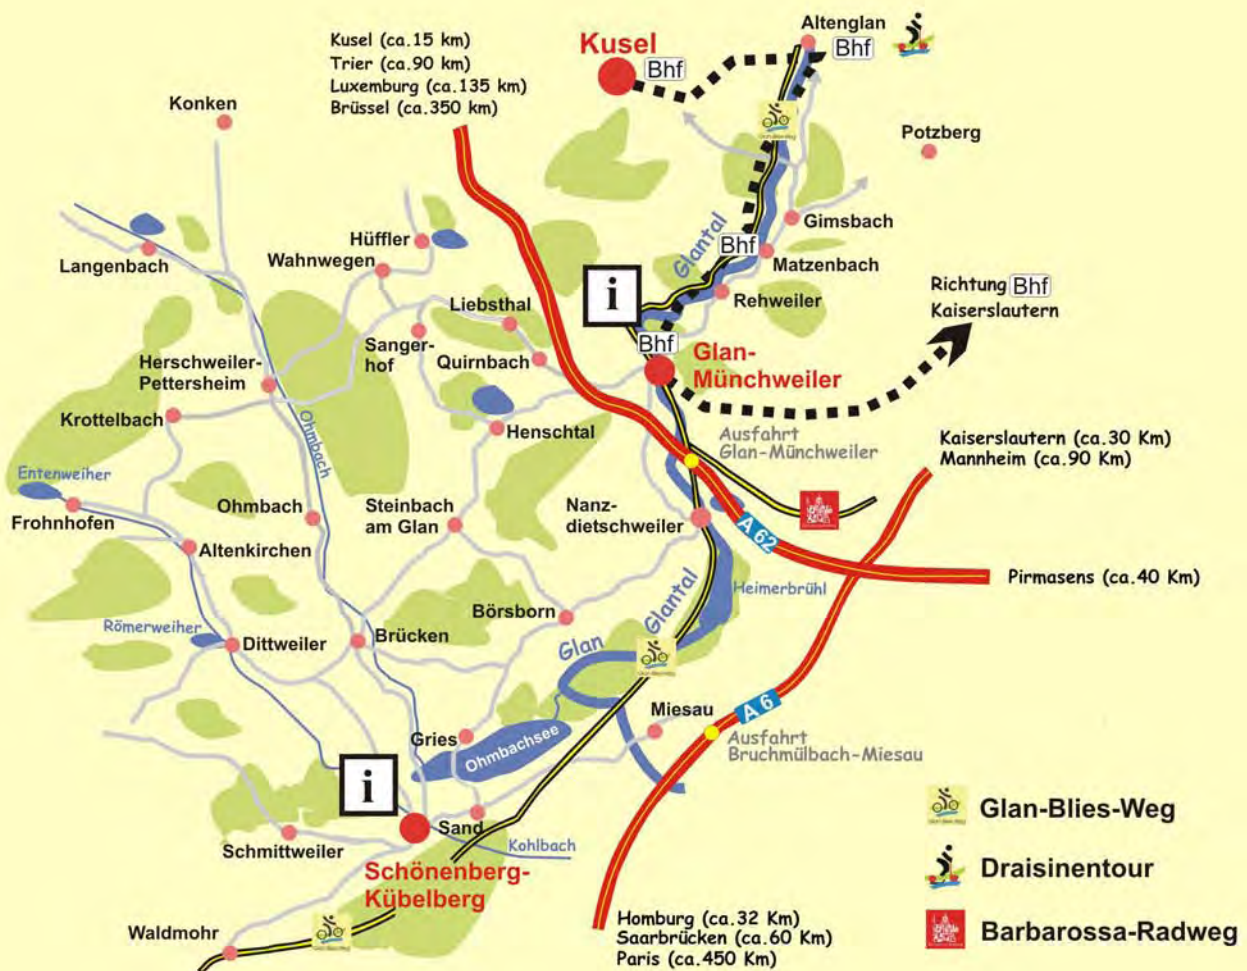 Kusel (ca.15 km)
Trier (ca.90 km)
Luxemburg (ca.135 km)
Brüssel (ca.350 km)
Kusel
Bhf
Altenglan
Bhf
Konken
Potzberg
Gimsbach
Glantal
Bhf
Matzenbach
Hüffler
Wahnwegen
Langenbach
Rehweiler
i
Richtung Bhf
Kaiserslautern
Liebsthal
Sanger-
hof
Quirnbach
Bhf
Glan-
Münchweiler
Herschweiler-
Pettersheim
Krottelbach
Ohmbach
Henschtal
Ausfahrt
Glan-Münchweiler
Kaiserslautern (ca.30 Km)
Mannheim (ca.90 Km)
Entenweiher
Frohnhofen
Ohmbach
Steinbach
am Glan
Nanz-
dietschweiler
A 62
Altenkirchen
Pirmasens (ca.40 Km)
Heimerbrühl
Glantal
Börsborn
Römerweiher
Dittweiler
Brücken
Glan
Miesau
A 6
Gries
Ohmbachsee
Ausfahrt
Bruchmülbach-Miesau
i
Sand
Schmittweiler
Kohlbach
Schönenberg-
Kübelberg
Waldmohr
Homburg (ca.32 Km)
Saarbrücken (ca.60 Km)
Paris (ca.450 Km)
Glan-Blies-Weg
Draisinentour
Barbarossa-Radweg